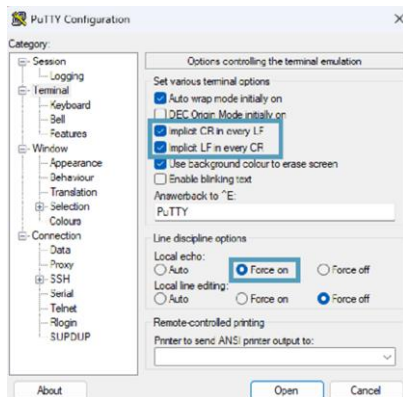 PuTTY Configuration
Category:
Session
Logging
Terminal
Keyboard
Bell
Features
Window
Appearance
Behaviour
Translation
Selection
Colours
Connection
Data
Proxy
SSH
Serial
Telnet
Rlogin
SUPDUP
Options controlling the terminal emulation
Set various terminal options
Auto wrap mode initially on
DEC Origin Mode initially on
Implicit CR in every LF
Implicit LF in every CR
Use background colour to erase screen
Enable blinking text
Answerback to ^E:
PuTTY
Line discipline options
Local echo:
Auto Force on Force off
Local line editing:
Auto Force on Force off
Remote-controlled printing
Printer to send ANSI printer output to:
About Open Cancel